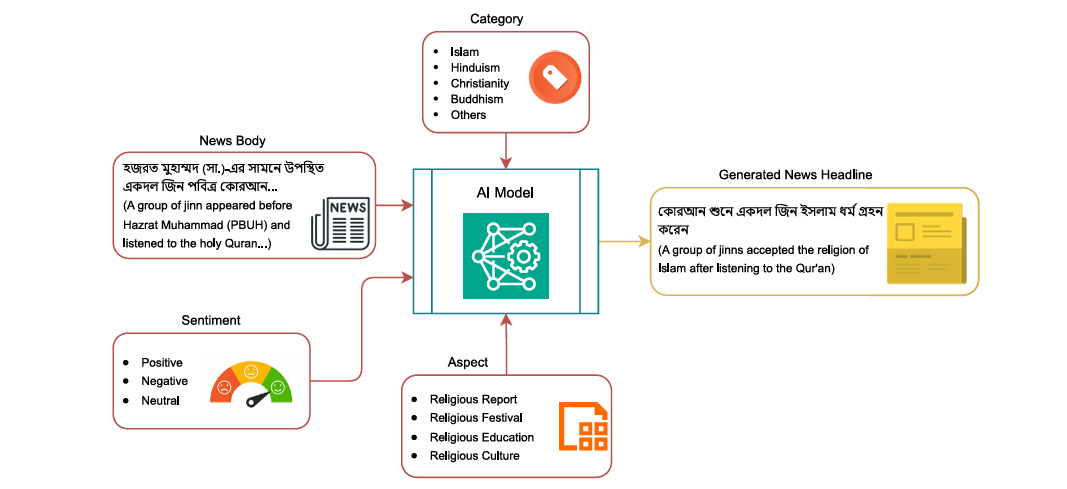 Category
• Islam
• Hinduism
• Christianity
• Buddhism
• Others
News Body
হজরত মুহাম্মদ (সা.)-এর সামনে উপস্থিত
একদল জিন পবিত্র কোরআন...
(A group of jinn appeared before
Hazrat Muhammad (PBUH) and
listened to the holy Quran...)
NEWS
AI Model
Generated News Headline
কোরআন শুনে একদল জিন ইসলাম ধর্ম গ্রহন
করেন
(A group of jinns accepted the religion of
Islam after listening to the Qur'an)
Sentiment
• Positive
• Negative
• Neutral
Aspect
• Religious Report
• Religious Festival
• Religious Education
• Religious Culture